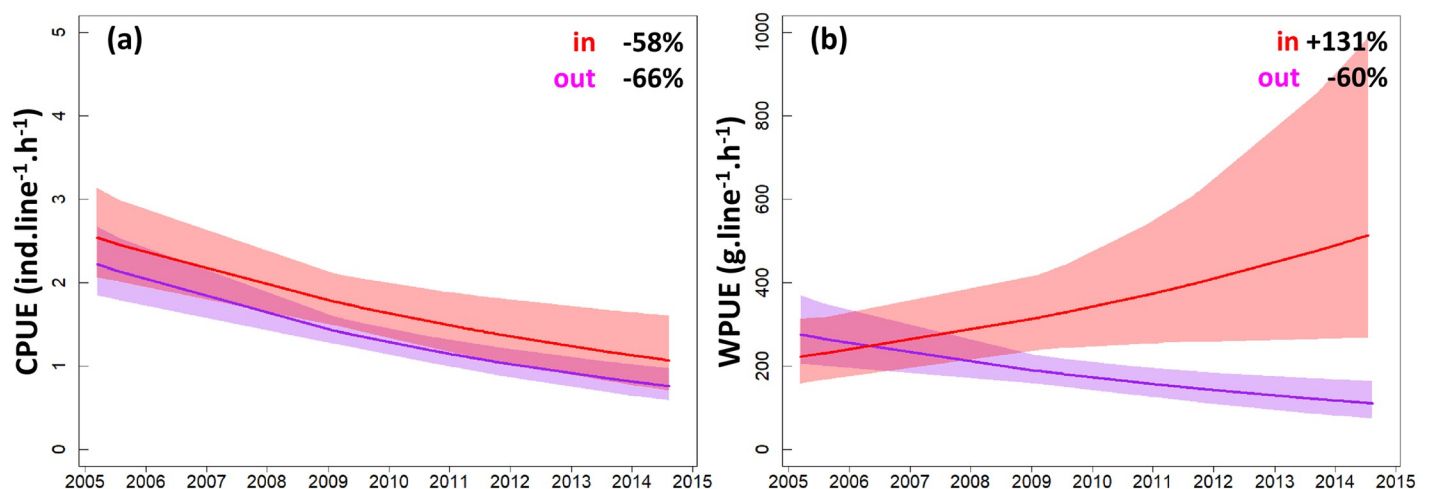 (a)
in -58%
out -66%
CPUE (ind.line⁻¹.h⁻¹)
5
4
3
2
1
0
2005 2006 2007 2008 2009 2010 2011 2012 2013 2014 2015
(b)
in +131%
out -60%
WPUE (g.line⁻¹.h⁻¹)
1000
800
600
400
200
0
2005 2006 2007 2008 2009 2010 2011 2012 2013 2014 2015